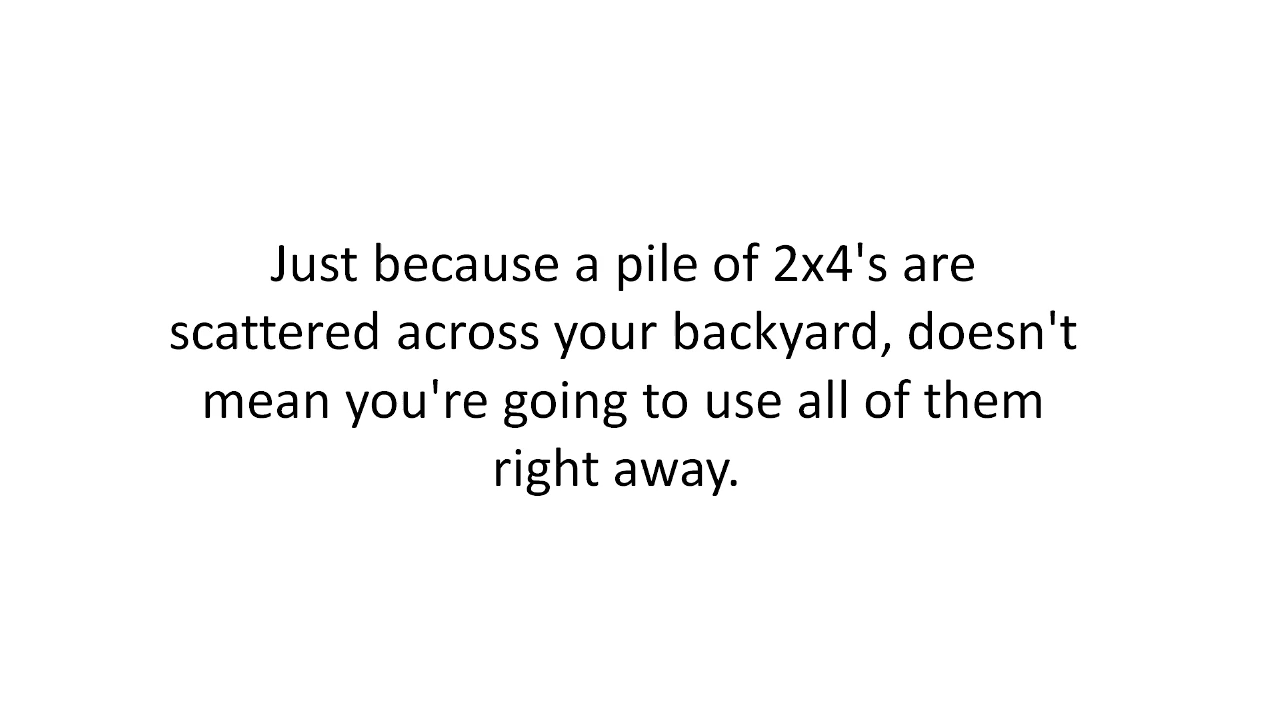 Just because a pile of 2x4's are
scattered across your backyard, doesn't
mean you're going to use all of them
right away.